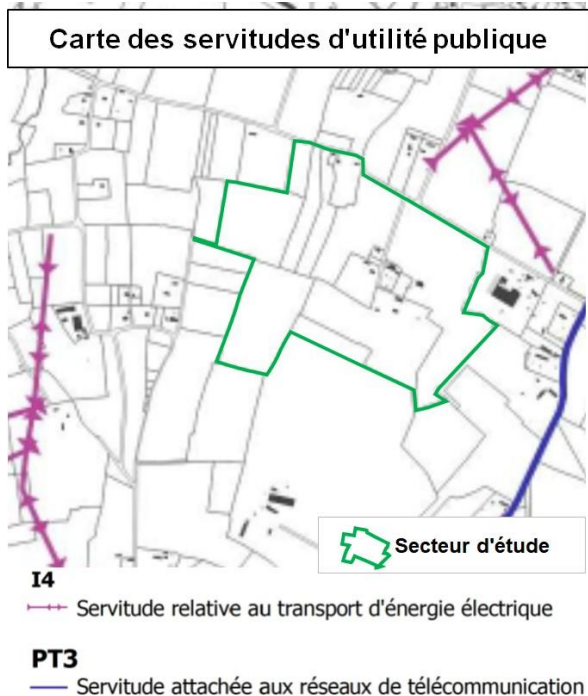 Carte des servitudes d'utilité publique
Secteur d'étude
I4
Servitude relative au transport d'énergie électrique
PT3
Servitude attachée aux réseaux de télécommunication